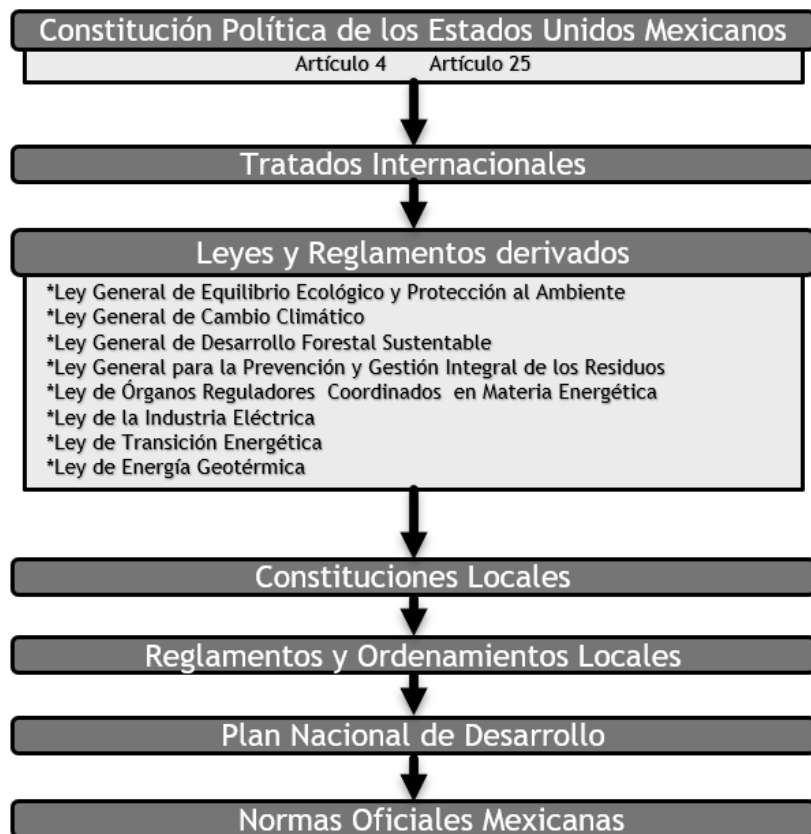 Constitución Política de los Estados Unidos Mexicanos
Artículo 4 Artículo 25
Tratados Internacionales
Leyes y Reglamentos derivados
*Ley General de Equilibrio Ecológico y Protección al Ambiente
*Ley General de Cambio Climático
*Ley General de Desarrollo Forestal Sustentable
*Ley General para la Prevención y Gestión Integral de los Residuos
*Ley de Órganos Reguladores Coordinados en Materia Energética
*Ley de la Industria Eléctrica
*Ley de Transición Energética
*Ley de Energía Geotérmica
Constituciones Locales
Reglamentos y Ordenamientos Locales
Plan Nacional de Desarrollo
Normas Oficiales Mexicanas